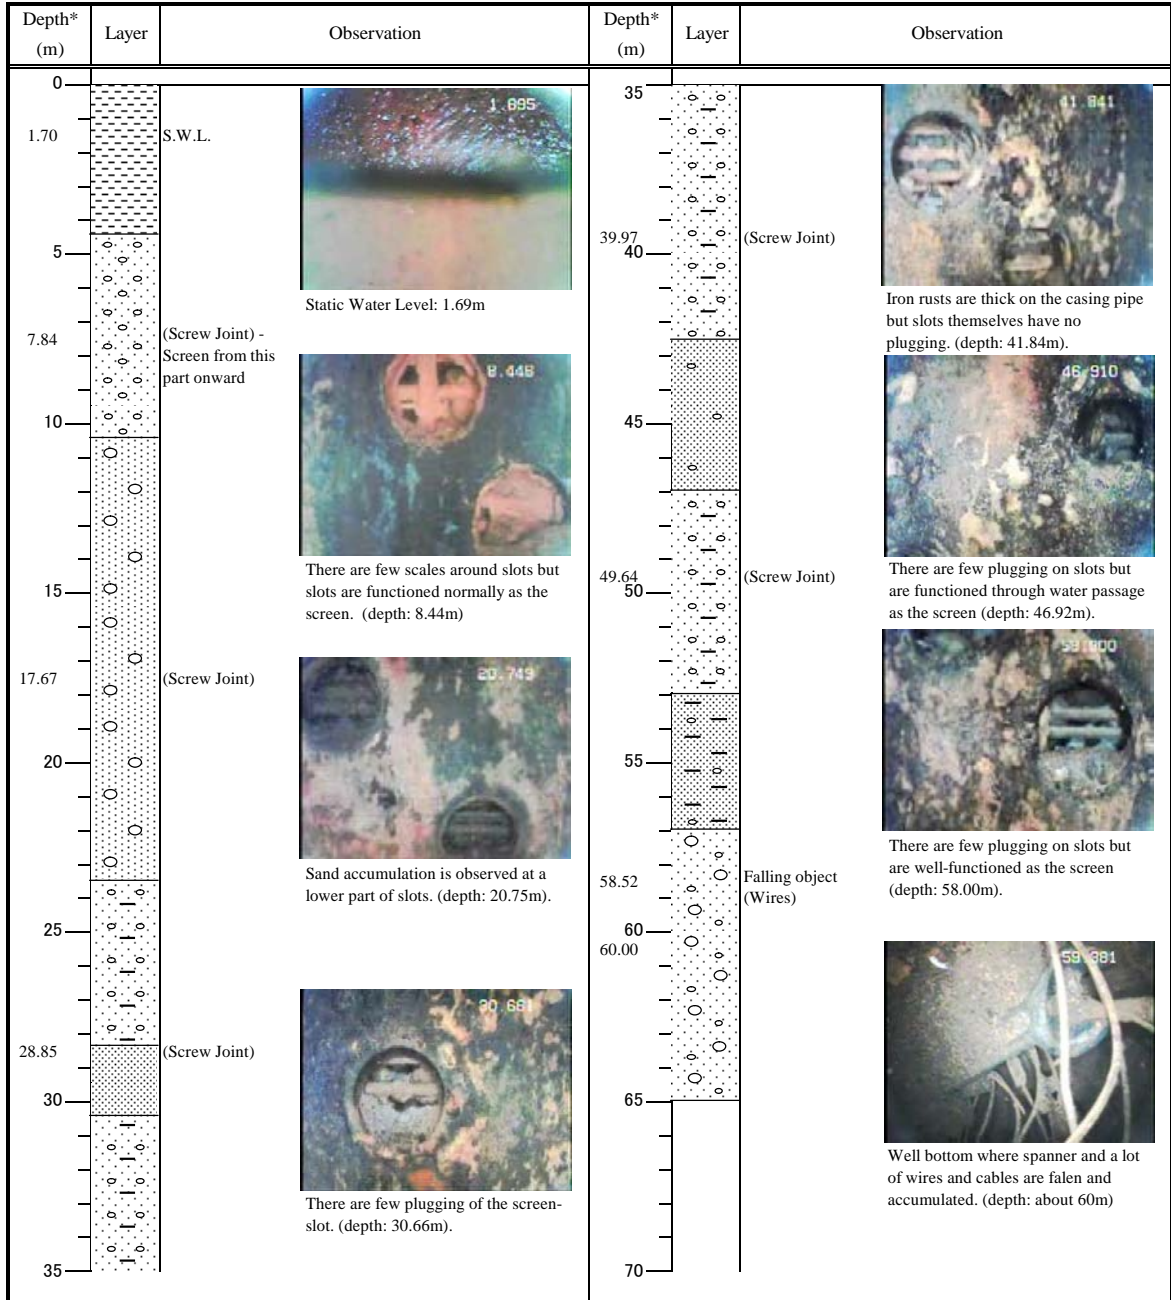 Depth*
(m)
Layer
Observation
0
1.70
S.W.L.
1.695
Static Water Level: 1.69m
5
7.84
(Screw Joint) -
Screen from this
part onward
8.448
10
There are few scales around slots but
slots are functioned normally as the
screen. (depth: 8.44m)
15
17.67
(Screw Joint)
20.749
20
Sand accumulation is observed at a
lower part of slots. (depth: 20.75m).
25
28.85
(Screw Joint)
30.661
30
There are few plugging of the screen-
slot. (depth: 30.66m).
35
Depth*
(m)
Layer
Observation
35
41.841
39.97
(Screw Joint)
40
Iron rusts are thick on the casing pipe
but slots themselves have no
plugging. (depth: 41.84m).
46.910
45
49.64
(Screw Joint)
50
There are few plugging on slots but
are functioned through water passage
as the screen (depth: 46.92m).
55
There are few plugging on slots but
are well-functioned as the screen
(depth: 58.00m).
58.52
Falling object
(Wires)
60
60.00
59.381
65
Well bottom where spanner and a lot
of wires and cables are falen and
accumulated. (depth: about 60m)
70